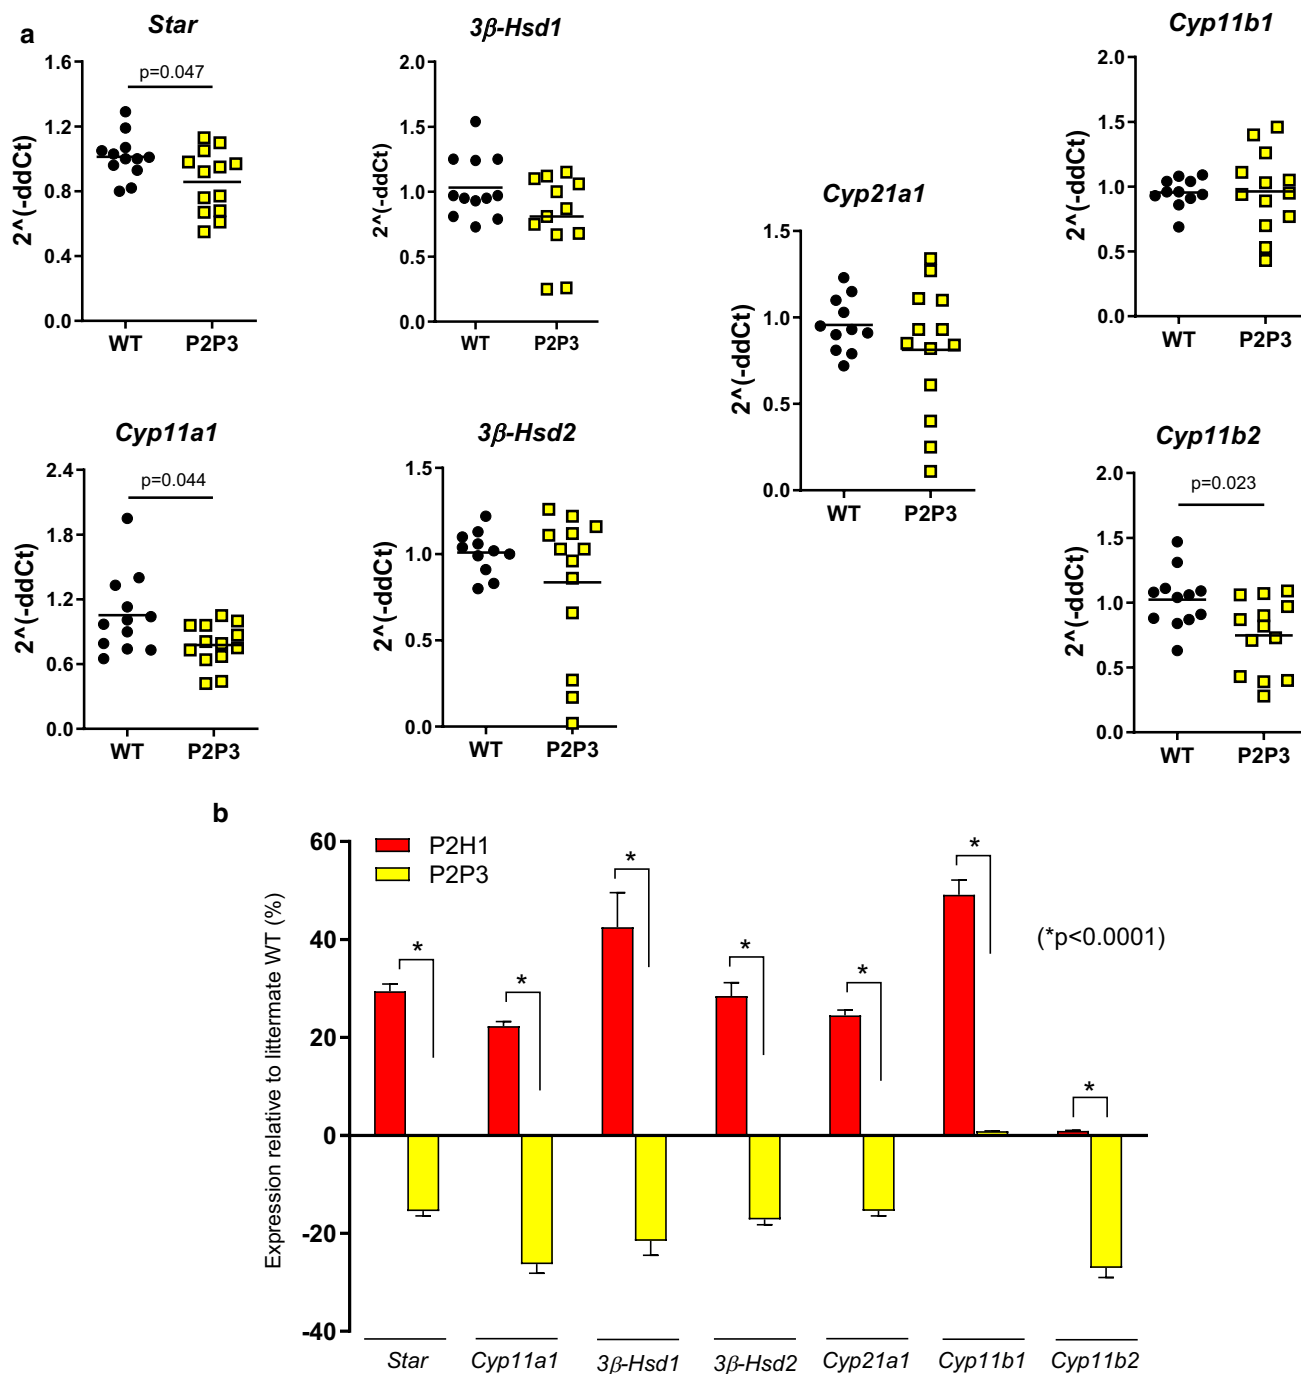 a
Star
1.6
1.2
0.8
0.4
0.0
2^(-ddCt)
p=0.047
WT
P2P3
3β-Hsd1
2.0
1.5
1.0
0.5
0.0
2^(-ddCt)
WT
P2P3
Cyp21a1
1.5
1.0
0.5
0.0
2^(-ddCt)
WT
P2P3
Cyp11b1
2.0
1.5
1.0
0.5
0.0
2^(-ddCt)
WT
P2P3
Cyp11a1
2.4
1.8
1.2
0.6
0.0
2^(-ddCt)
p=0.044
WT
P2P3
3β-Hsd2
1.5
1.0
0.5
0.0
2^(-ddCt)
WT
P2P3
Cyp11b2
2.0
1.5
1.0
0.5
0.0
2^(-ddCt)
p=0.023
WT
P2P3
b
Expression relative to littermate WT (%)
60
40
20
0
-20
-40
P2H1
P2P3
*
*
*
*
*
*
*
(*p<0.0001)
Star
Cyp11a1
3β-Hsd1
3β-Hsd2
Cyp21a1
Cyp11b1
Cyp11b2